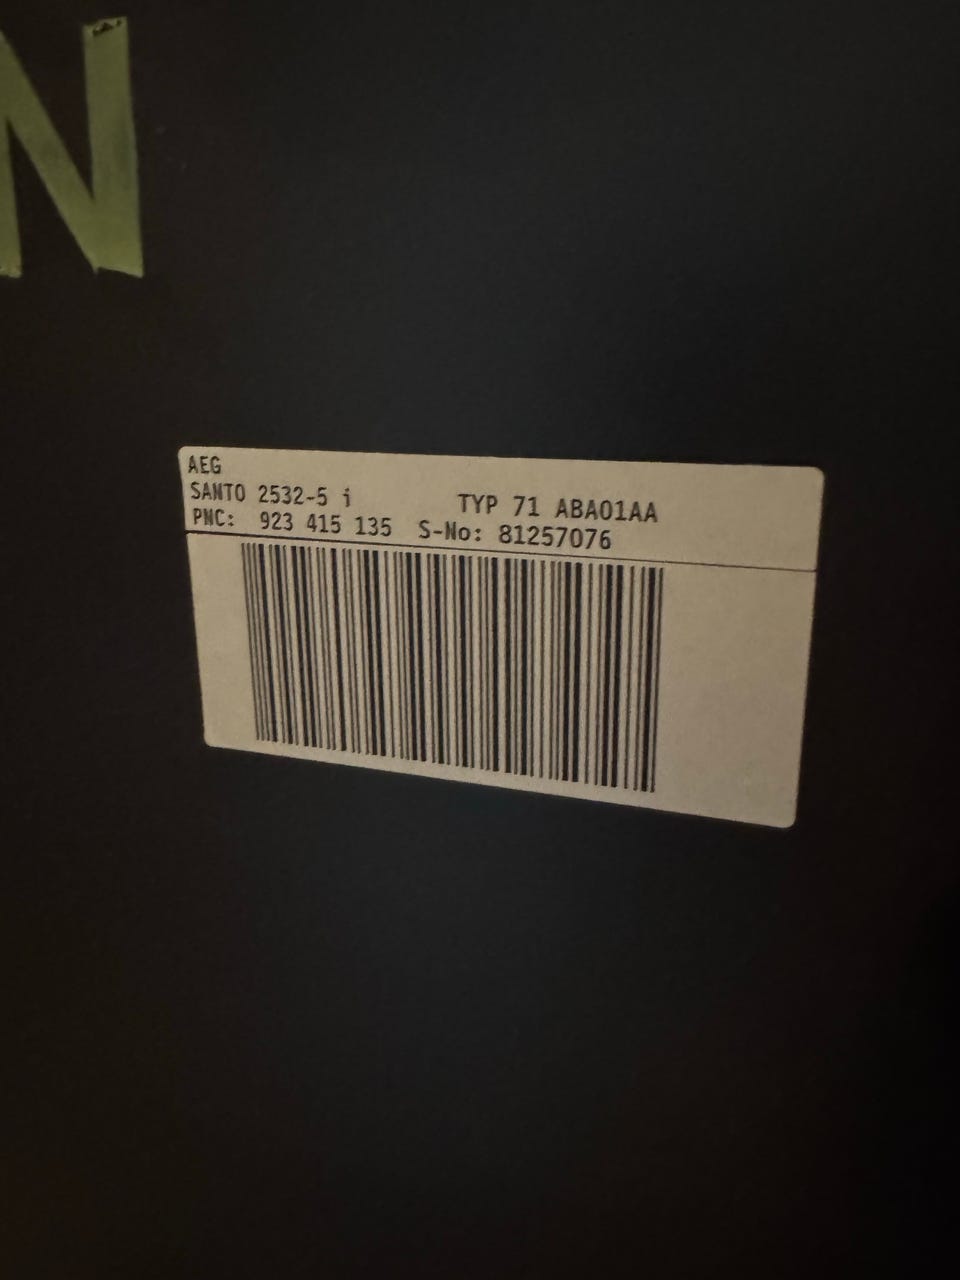 N
AEG
SANTO 2532-5 i TYP 71 ABA01AA
PNC: 923 415 135 S-No: 81257076